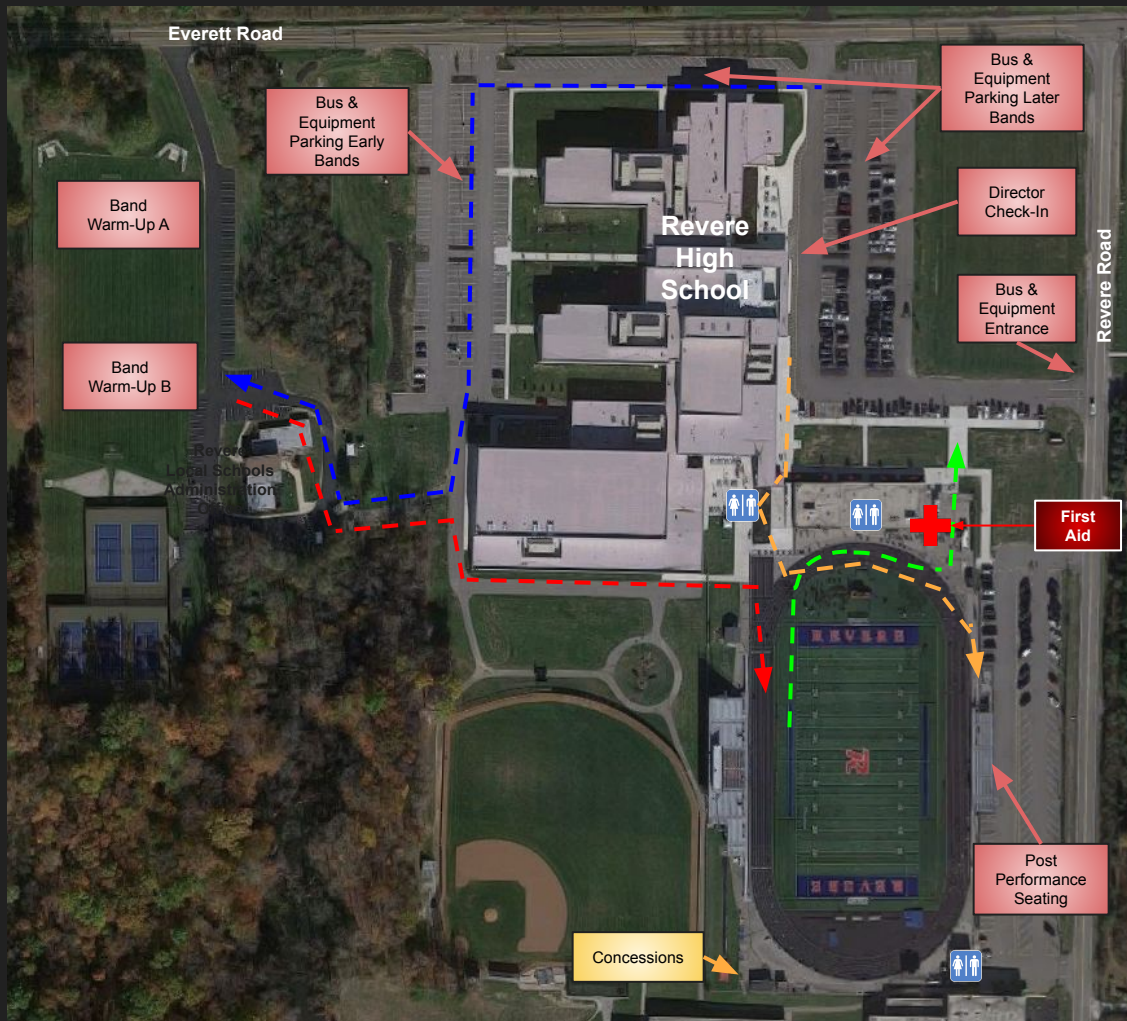 Everett Road
Bus &
Equipment
Parking Early
Bands
Bus &
Equipment
Parking Later
Bands
Band
Warm-Up A
Director
Check-In
Revere
High
School
Bus &
Equipment
Entrance
Revere Road
Band
Warm-Up B
Revere
Local Schools
Administrations
First
Aid
REVERE
R
REVERE
Post
Performance
Seating
Concessions